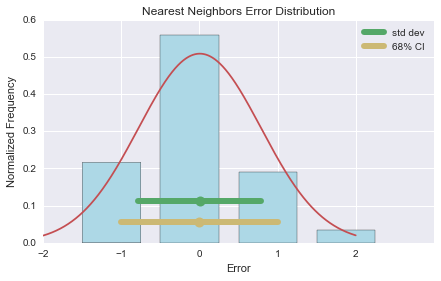 Nearest Neighbors Error Distribution
std dev
68% CI
Normalized Frequency
0.6
0.5
0.4
0.3
0.2
0.1
0.0
−2 −1 0 1 2
Error